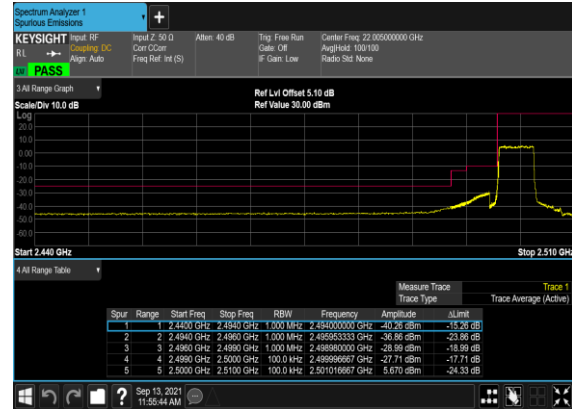 Spectrum Analyzer 1
Spurious Emissions
KEYSIGHT Input: RF Input Z: 50 Ω Atten: 40 dB Trig: Free Run Center Freq: 22.005000000 GHz
RL Coupling: DC Corr CCorr Gate: Off Avg|Hold: 100/100
Align: Auto Freq Ref: Int (S) IF Gain: Low Radio Std: None
PASS
3 All Range Graph
Ref Lvl Offset 5.10 dB
Scale/Div 10.0 dB Ref Value 30.00 dBm
Log
20.0
10.0
0.00
-10.0
-20.0
-30.0
-40.0
-50.0
-60.0
Start 2.440 GHz Stop 2.510 GHz
4 All Range Table
Measure Trace Trace 1
Trace Type Trace Average (Active)
Spur Range Start Freq Stop Freq RBW Frequency Amplitude ΔLimit
1 1 2.4400 GHz 2.4940 GHz 1.000 MHz 2.494000000 GHz -40.26 dBm -15.26 dB
2 2 2.4940 GHz 2.4960 GHz 1.000 MHz 2.495953333 GHz -36.86 dBm -23.86 dB
3 3 2.4960 GHz 2.4990 GHz 1.000 MHz 2.498980000 GHz -28.99 dBm -18.99 dB
4 4 2.4990 GHz 2.5000 GHz 100.0 kHz 2.499996667 GHz -27.71 dBm -17.71 dB
5 5 2.5000 GHz 2.5100 GHz 100.0 kHz 2.501016667 GHz 5.670 dBm -24.33 dB
Sep 13, 2021
11:55:44 AM